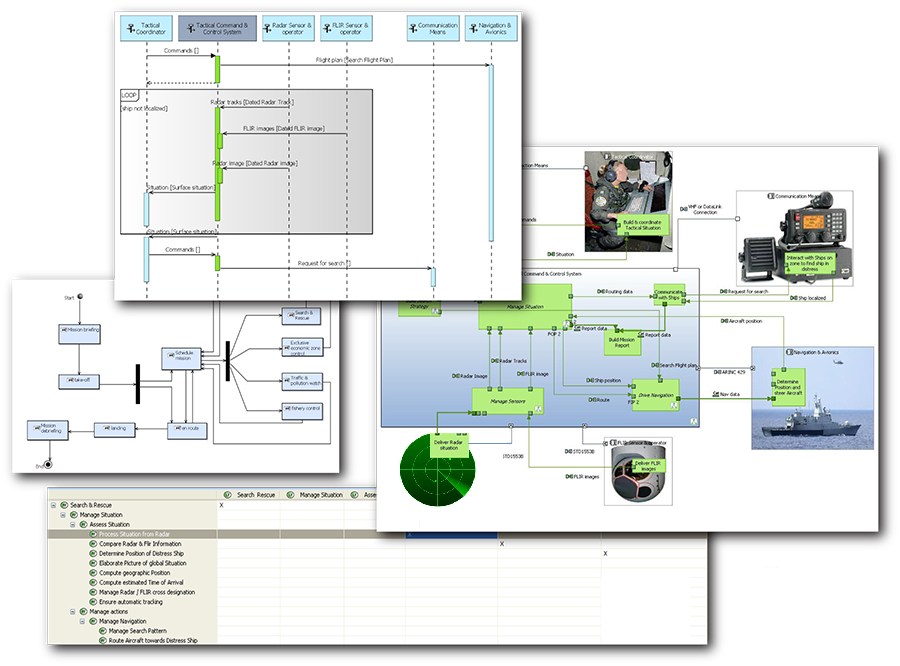 Tactical
Coordinator
Tactical Command &
Control System
Radar Sensor &
operator
FLIR Sensor &
operator
Communication
Means
Navigation &
Avionics
Commands []
Flight plan [Search Flight Plan]
LOOP
[ship not localized]
Radar tracks [Dated Radar Track]
FLIR images [Dated FLIR image]
Radar image [Dated Radar image]
Situation [Surface situation]
Situation [Surface situation]
Commands []
Request for search []
Start
Mission briefing
take-off
Schedule
mission
Search &
Rescue
Exclusive
economic zone
control
Traffic &
pollution watch
fishery control
Mission
debriefing
landing
en route
End
Tactical Coordinator
Build & coordinate
Tactical Situation
VHF or DataLink
Connection
Communication Means
Interact with Ships on
zone to find ship in
distress
Situation
Command & Control System
Routing data
Communicate
with Ships
Request for search
Ship localized
Strategy
Manage Situation
Aircraft position
POP 2
Report data
Report data
Build Mission
Report
Navigation & Avionics
Radar Tracks
Radar Image
FLIR image
Search Flight plan
ARINC 429
Determine
Position and
steer Aircraft
Ship position
Route
Manage Sensors
Drive Navigation
Nav data
Deliver Radar
situation
STD1553B
STD1553B
FLIR Sensor & operator
Deliver FLIR
images
FLIR images
Search Rescue
Manage Situation
Search & Rescue
X
Manage Situation
Assess Situation
Process Situation from Radar
Compare Radar & Flir Information
X
Determine Position of Distress Ship
X
Elaborate Picture of global Situation
Compute geographic Position
Compute estimated Time of Arrival
Manage Radar / FLIR cross designation
Ensure automatic tracking
Manage actions
Manage Navigation
Manage Search Pattern
Route Aircraft towards Distress Ship